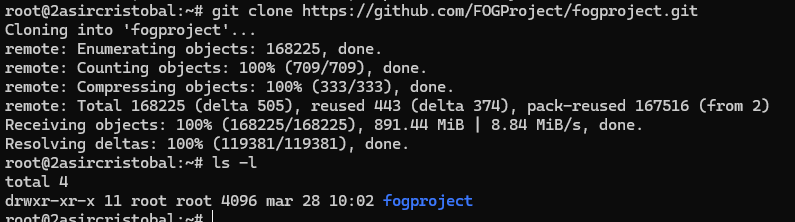 root@2asircristobal:~# git clone https://github.com/FOGProject/fogproject.git
Cloning into 'fogproject'...
remote: Enumerating objects: 168225, done.
remote: Counting objects: 100% (709/709), done.
remote: Compressing objects: 100% (333/333), done.
remote: Total 168225 (delta 505), reused 443 (delta 374), pack-reused 167516 (from 2)
Receiving objects: 100% (168225/168225), 891.44 MiB | 8.84 MiB/s, done.
Resolving deltas: 100% (119381/119381), done.
root@2asircristobal:~# ls -l
total 4
drwxr-xr-x 11 root root 4096 mar 28 10:02 fogproject
root@2asircristobal:~#